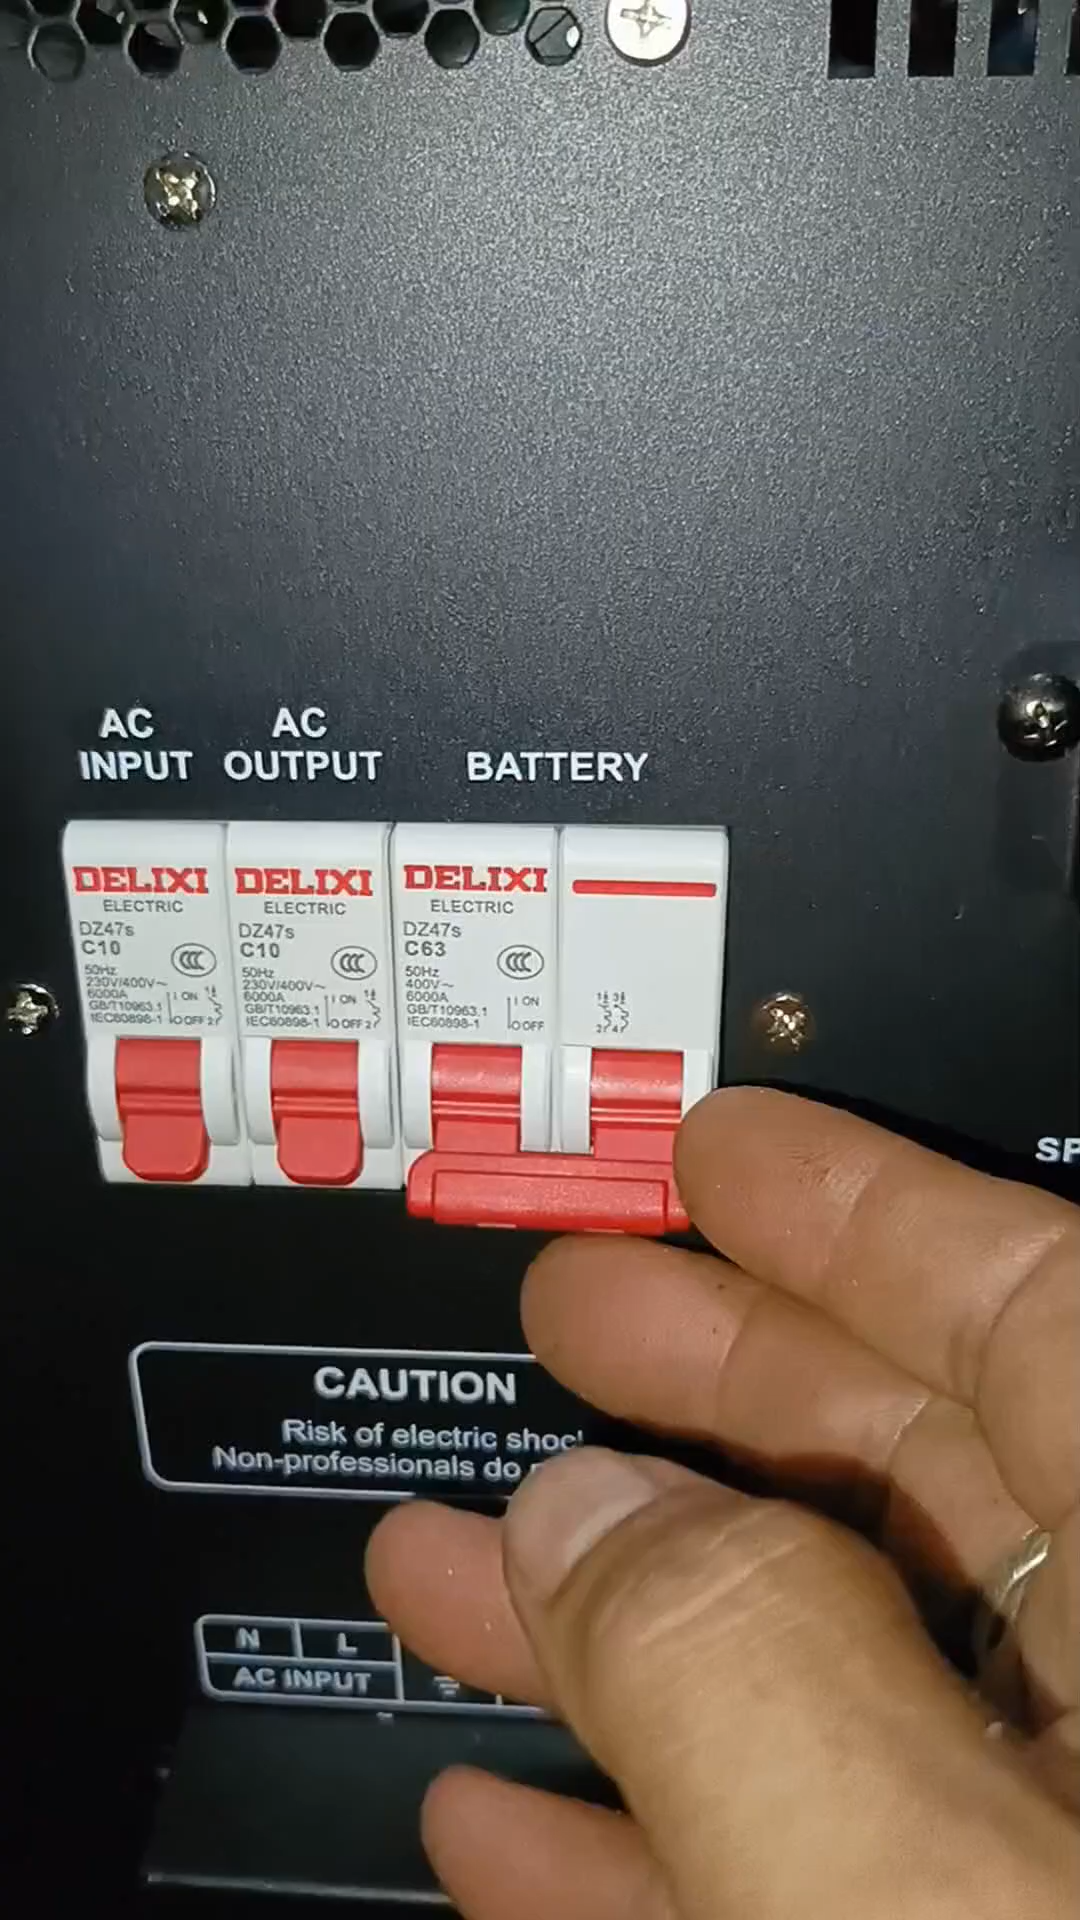 AC
INPUT
AC
OUTPUT
BATTERY
DELIXI
ELECTRIC
DZ47s
C10
50Hz
230V/400V~
6000A
GB/T10963.1
IEC60898-1
I ON
O OFF
DELIXI
ELECTRIC
DZ47s
C10
50Hz
230V/400V~
6000A
GB/T10963.1
IEC60898-1
I ON
O OFF
DELIXI
ELECTRIC
DZ47s
C63
50Hz
400V~
6000A
GB/T10963.1
IEC60898-1
I ON
O OFF
SP
CAUTION
Risk of electric shoc
Non-professionals do
N
L
AC INPUT